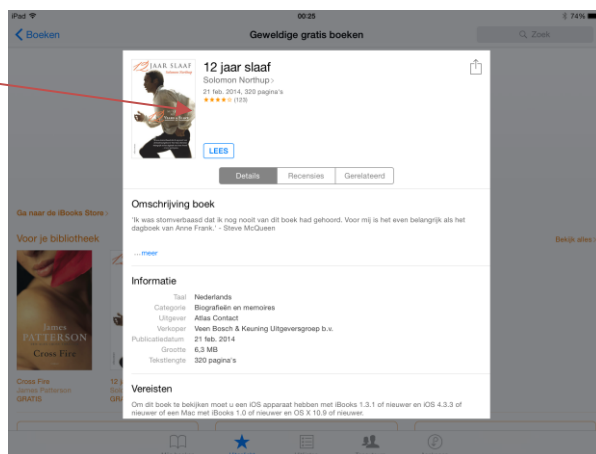 iPad
00:25
74%
Boeken
Geweldige gratis boeken
Zoek
12 JAAR SLAAF
Solomon Northup
12 jaar slaaf
Solomon Northup >
21 feb. 2014, 320 pagina's
(123)
LEES
Details Recensies Gerelateerd
Omschrijving boek
'Ik was stomverbaasd dat ik nog nooit van dit boek had gehoord. Voor mij is het even belangrijk als het
dagboek van Anne Frank.' - Steve McQueen
...meer
Ga naar de iBooks Store >
Voor je bibliotheek
Bekijk alles >
Informatie
Taal Nederlands
Categorie Biografieën en memoires
Uitgever Atlas Contact
Verkoper Veen Bosch & Keuning Uitgeversgroep b.v.
Publicatiedatum 21 feb. 2014
Grootte 6,3 MB
Tekstlengte 320 pagina's
James
PATTERSON
Cross Fire
Cross Fire
James Patterson
GRATIS
Vereisten
Om dit boek te bekijken moet u een iOS apparaat hebben met iBooks 1.3.1 of nieuwer en iOS 4.3.3 of
nieuwer of een Mac met iBooks 1.0 of nieuwer en OS X 10.9 of nieuwer.